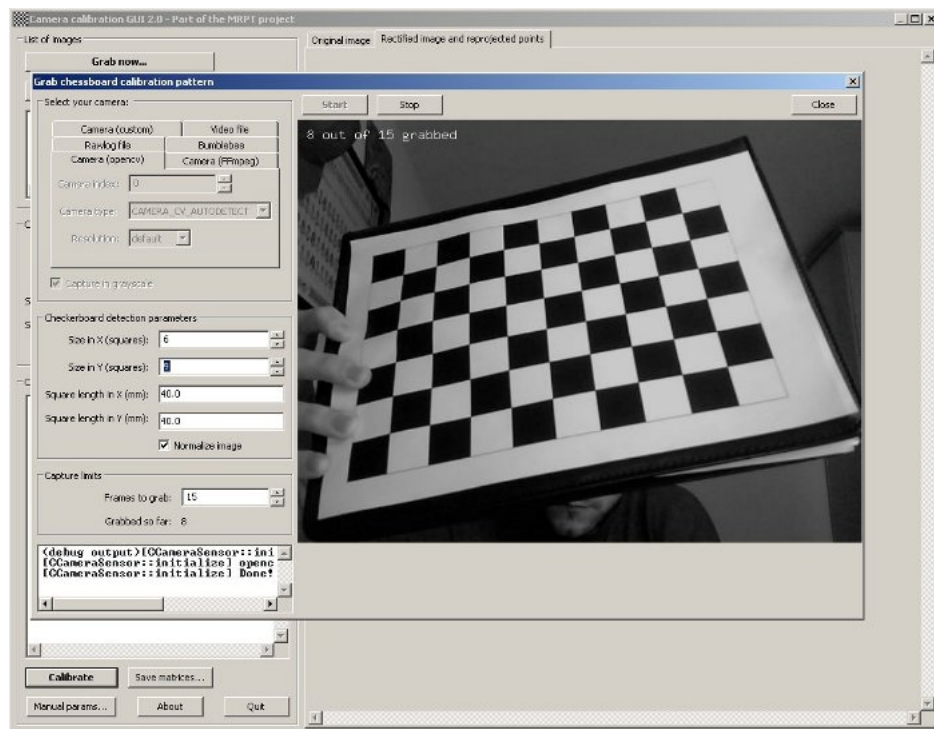 Camera calibration GUI 2.0 - Part of the MRPT project
List of images
Grab now...
Original image
Rectified image and reprojected points
Grab chessboard calibration pattern
Select your camera:
Camera (custom)
Video file
Rawlog file
Bumblebee
Camera (opencv)
Camera (FFmpeg)
Camera index: 0
Camera type: CAMERA_CV_AUTODETECT
Resolution: default
Capture in grayscale
Checkerboard detection parameters
Size in X (squares): 6
Size in Y (squares):
Square length in X (mm): 40.0
Square length in Y (mm): 40.0
Normalize image
Capture limits
Frames to grab: 15
Grabbed so far: 8
(debug output)[CCameraSensor::ini
[CCameraSensor::initialize] openc
[CCameraSensor::initialize] Done!
Start
Stop
Close
8 out of 15 grabbed
Calibrate
Save matrices...
Manual params...
About
Quit